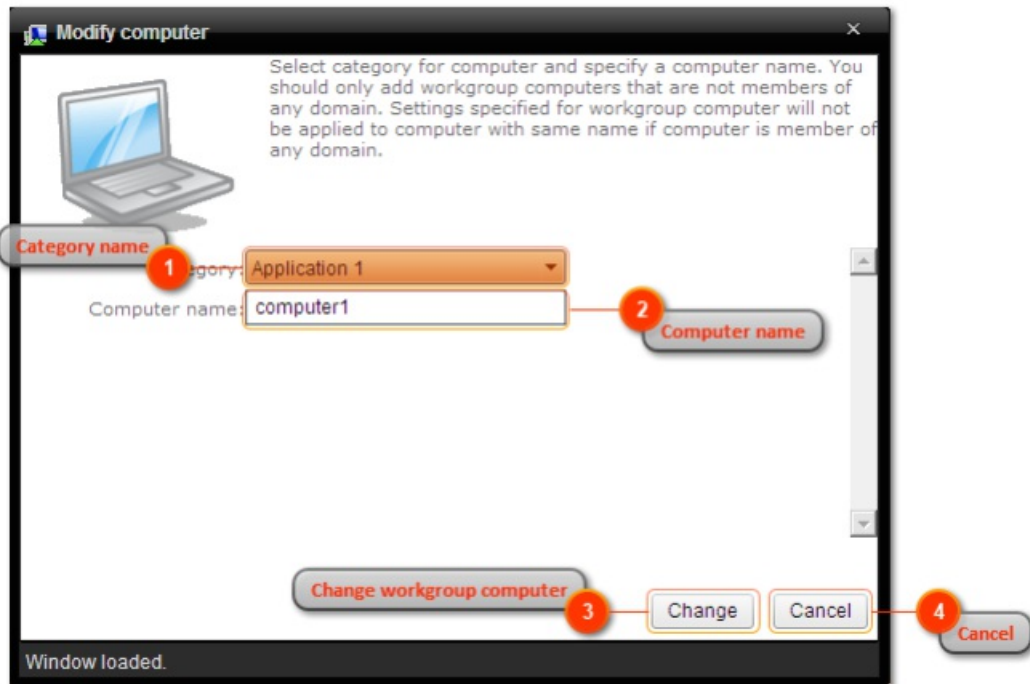 Modify computer
Select category for computer and specify a computer name. You
should only add workgroup computers that are not members of
any domain. Settings specified for workgroup computer will not
be applied to computer with same name if computer is member of
any domain.
Category name
1
egory: Application 1
Computer name: computer1
2
Computer name
Change workgroup computer
3
Change
Cancel
4
Cancel
Window loaded.